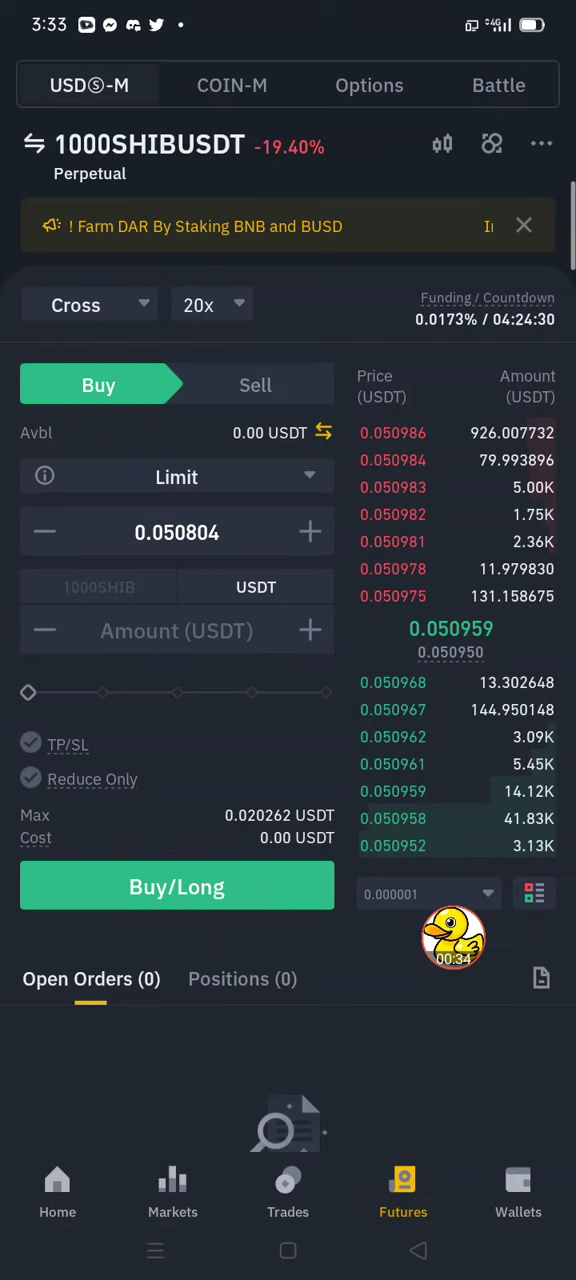 3:33
4G
USDⓢ-M COIN-M Options Battle
1000SHIBUSDT -19.40%
Perpetual
! Farm DAR By Staking BNB and BUSD
Cross 20x
Funding / Countdown
0.0173% / 04:24:30
Buy Sell
Avbl 0.00 USDT
Limit
0.050804
1000SHIB USDT
Amount (USDT)
TP/SL
Reduce Only
Max 0.020262 USDT
Cost 0.00 USDT
Buy/Long
Price Amount
(USDT) (USDT)
0.050986 926.007732
0.050984 79.993896
0.050983 5.00K
0.050982 1.75K
0.050981 2.36K
0.050978 11.979830
0.050975 131.158675
0.050959
0.050950
0.050968 13.302648
0.050967 144.950148
0.050962 3.09K
0.050961 5.45K
0.050959 14.12K
0.050958 41.83K
0.050952 3.13K
0.000001
00:34
Open Orders (0) Positions (0)
Home Markets Trades Futures Wallets